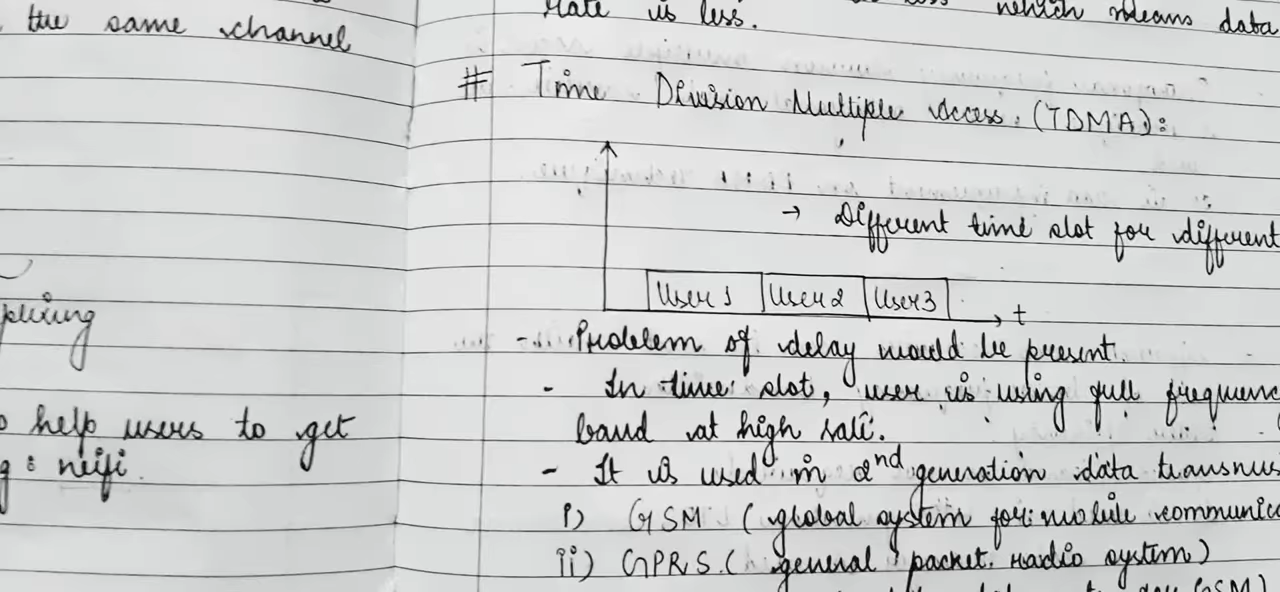 the same channel
plexing
help users to get
: wifi.
which means data
rate is less.
# Time Division Multiple Access. (TDMA):
→ Different time slot for different
User 1 User 2 User 3
t
- Problem of delay would be present.
- In time slot, user is using full frequenc
band at high rate.
- It is used in 2nd generation data transmis
i) GSM (global system for mobile communica
ii) GPRS. (general packet radio system)
GSM)